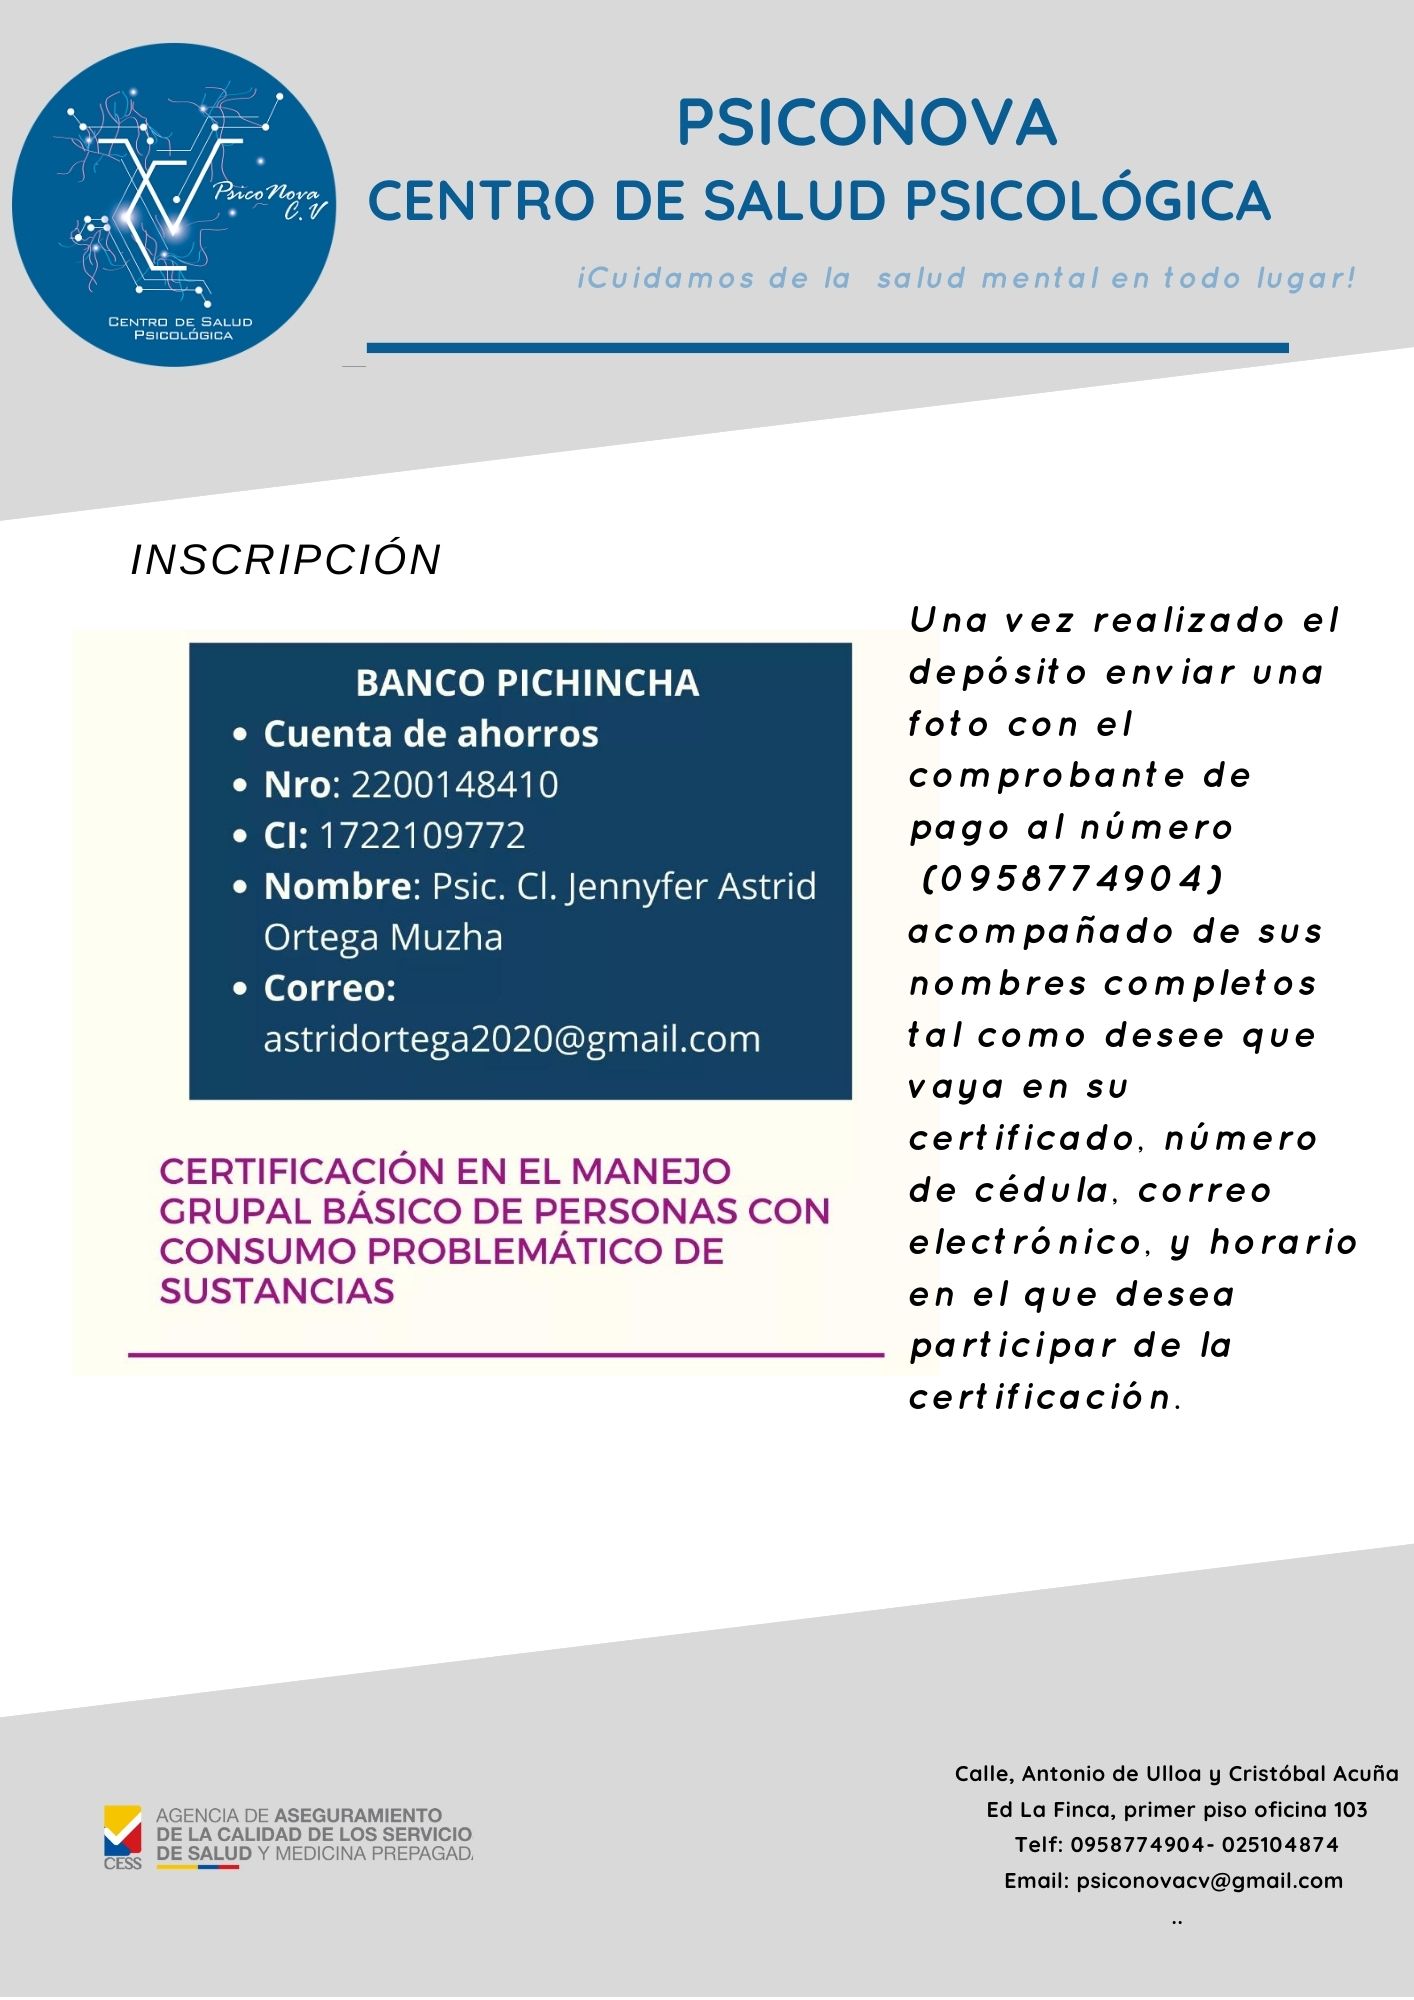 PsicoNova
C.V
CENTRO DE SALUD
PSICOLÓGICA
PSICONOVA
CENTRO DE SALUD PSICOLÓGICA
¡Cuidamos de la salud mental en todo lugar!
INSCRIPCIÓN
BANCO PICHINCHA
• Cuenta de ahorros
• Nro: 2200148410
• CI: 1722109772
• Nombre: Psic. Cl. Jennyfer Astrid
Ortega Muzha
• Correo:
astridortega2020@gmail.com
CERTIFICACIÓN EN EL MANEJO
GRUPAL BÁSICO DE PERSONAS CON
CONSUMO PROBLEMÁTICO DE
SUSTANCIAS
Una vez realizado el
depósito enviar una
foto con el
comprobante de
pago al número
(0958774904)
acompañado de sus
nombres completos
tal como desee que
vaya en su
certificado, número
de cédula, correo
electrónico, y horario
en el que desea
participar de la
certificación.
CESS
AGENCIA DE ASEGURAMIENTO
DE LA CALIDAD DE LOS SERVICIO
DE SALUD Y MEDICINA PREPAGAD
Calle, Antonio de Ulloa y Cristóbal Acuña
Ed La Finca, primer piso oficina 103
Telf: 0958774904- 025104874
Email: psiconovacv@gmail.com
..